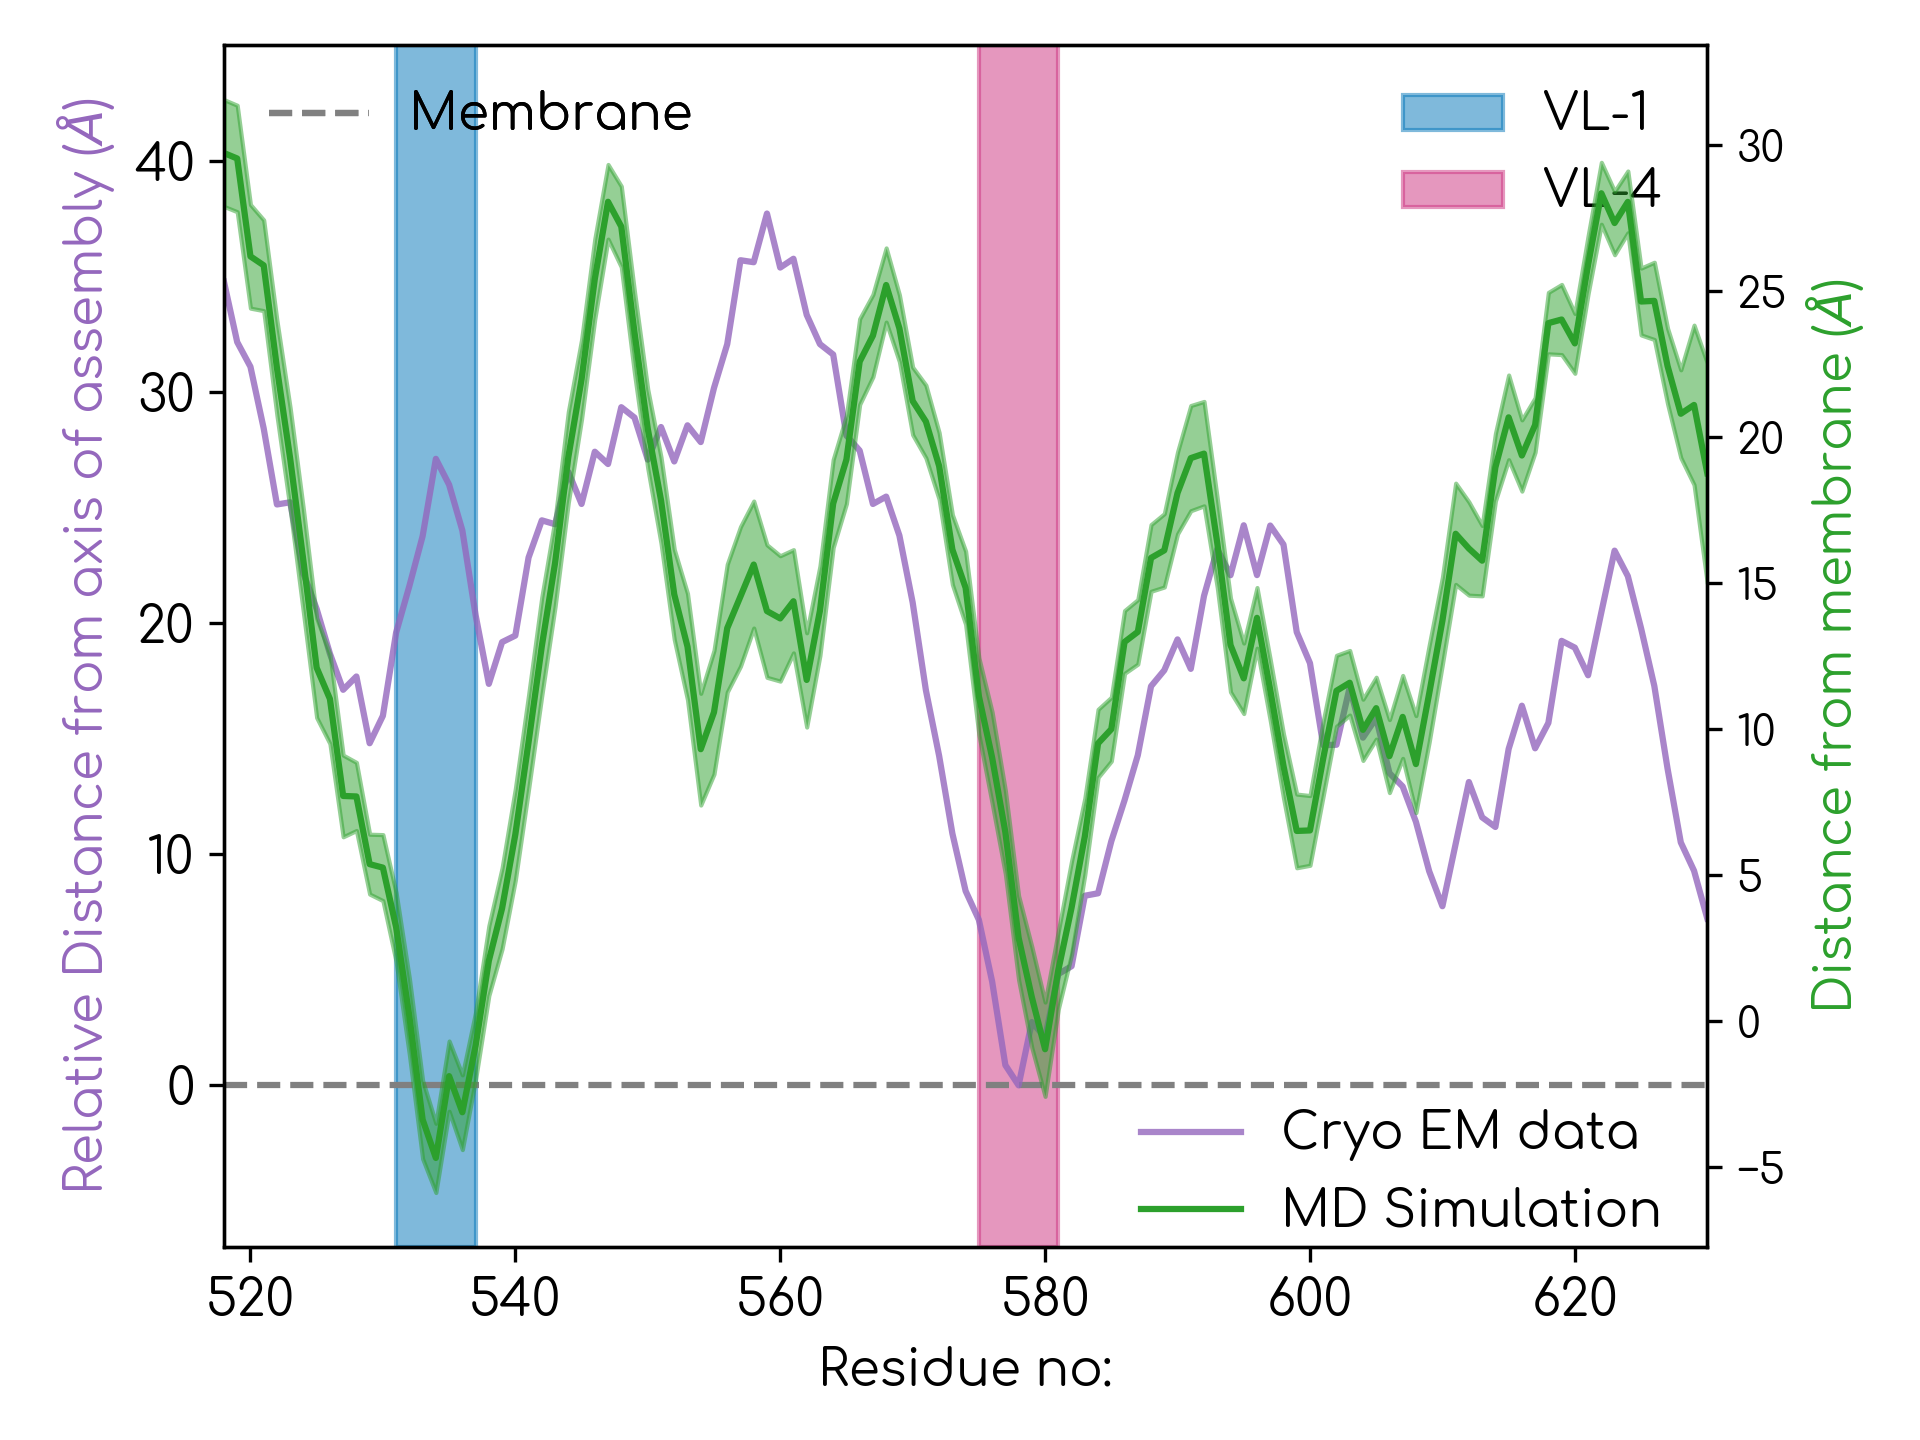 Membrane
VL-1
VL-4
Relative Distance from axis of assembly (Å)
40
30
20
10
0
30
25
20
15
10
5
0
−5
Distance from membrane (Å)
Cryo EM data
MD Simulation
520 540 560 580 600 620
Residue no: